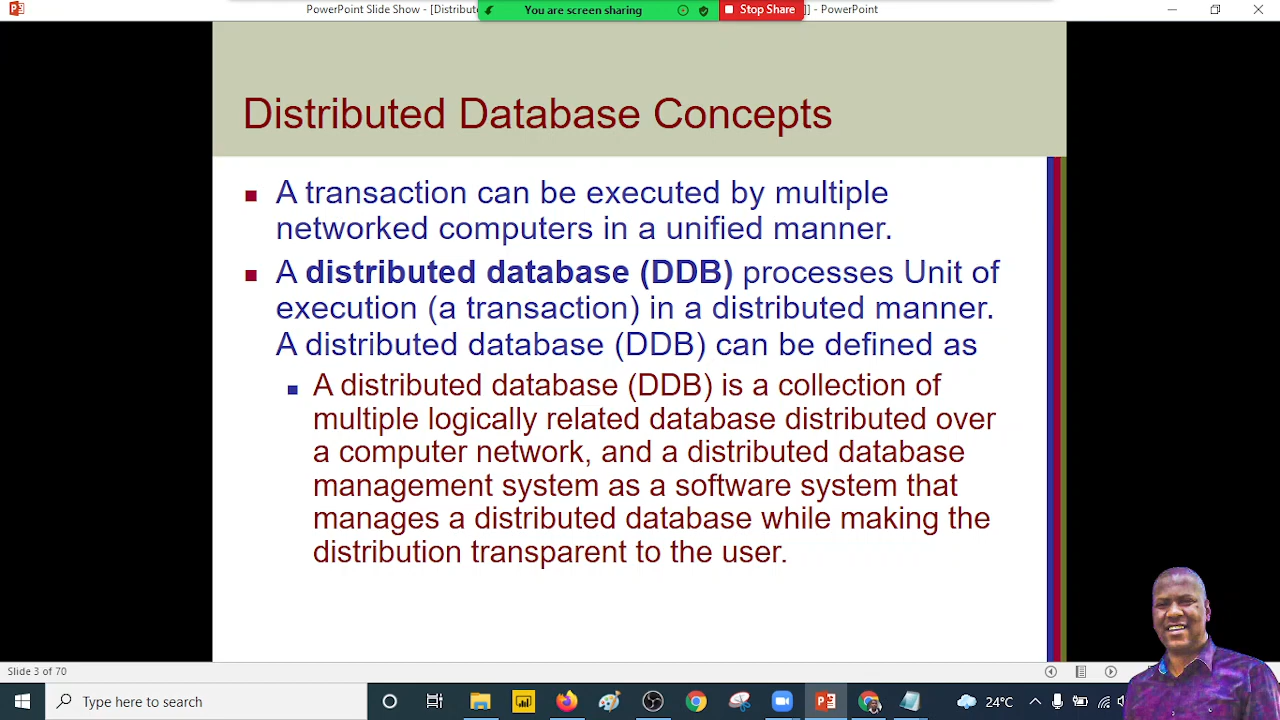 PowerPoint Slide Show - [Distribute
You are screen sharing
Stop Share
]] - PowerPoint
Distributed Database Concepts
A transaction can be executed by multiple
networked computers in a unified manner.
A distributed database (DDB) processes Unit of
execution (a transaction) in a distributed manner.
A distributed database (DDB) can be defined as
A distributed database (DDB) is a collection of
multiple logically related database distributed over
a computer network, and a distributed database
management system as a software system that
manages a distributed database while making the
distribution transparent to the user.
Slide 3 of 70
Type here to search
24°C